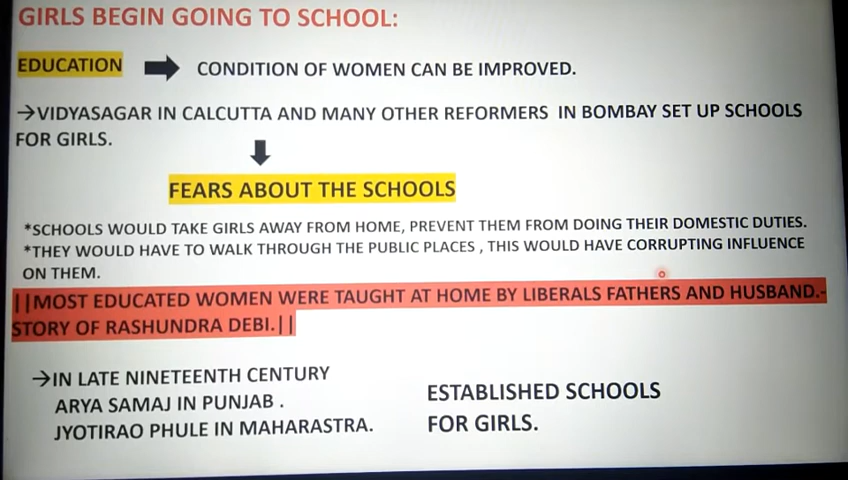 GIRLS BEGIN GOING TO SCHOOL:
EDUCATION → CONDITION OF WOMEN CAN BE IMPROVED.
→VIDYASAGAR IN CALCUTTA AND MANY OTHER REFORMERS IN BOMBAY SET UP SCHOOLS
FOR GIRLS.
FEARS ABOUT THE SCHOOLS
*SCHOOLS WOULD TAKE GIRLS AWAY FROM HOME, PREVENT THEM FROM DOING THEIR DOMESTIC DUTIES.
*THEY WOULD HAVE TO WALK THROUGH THE PUBLIC PLACES , THIS WOULD HAVE CORRUPTING INFLUENCE
ON THEM.
||MOST EDUCATED WOMEN WERE TAUGHT AT HOME BY LIBERALS FATHERS AND HUSBAND.-
STORY OF RASHUNDRA DEBI.||
→IN LATE NINETEENTH CENTURY
ARYA SAMAJ IN PUNJAB .
JYOTIRAO PHULE IN MAHARASTRA.
ESTABLISHED SCHOOLS
FOR GIRLS.